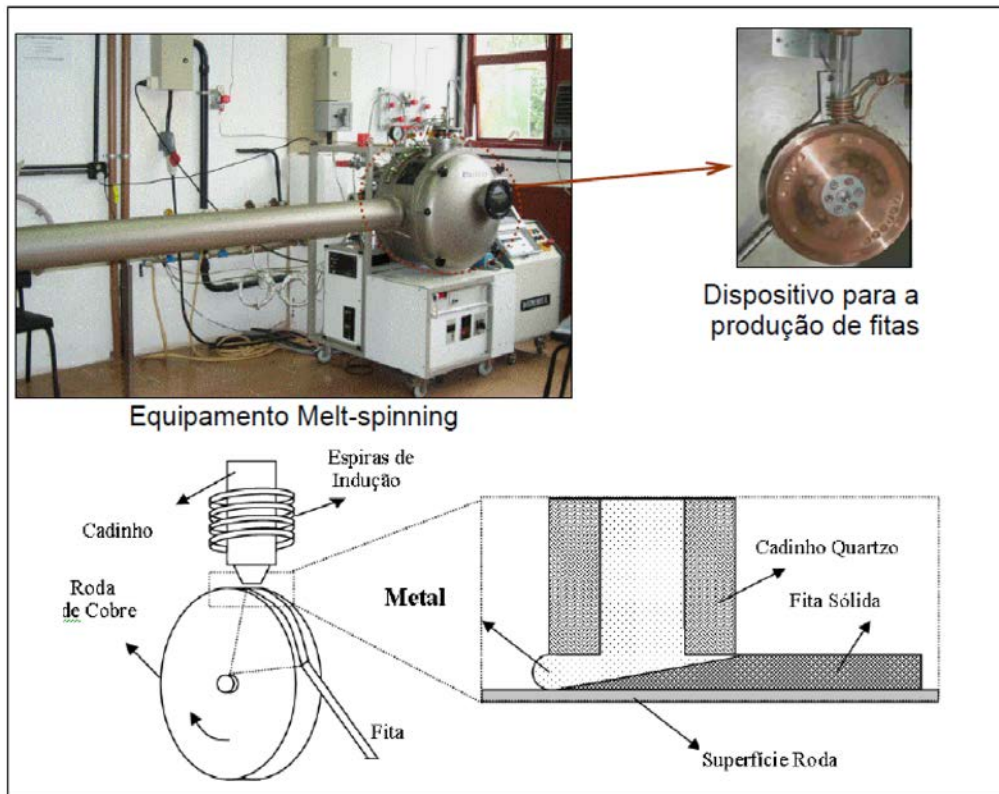 Dispositivo para a
produção de fitas
Equipamento Melt-spinning
Espiras de
Indução
Cadinho
Roda
de Cobre
Fita
Metal
Cadinho Quartzo
Fita Sólida
Superfície Roda